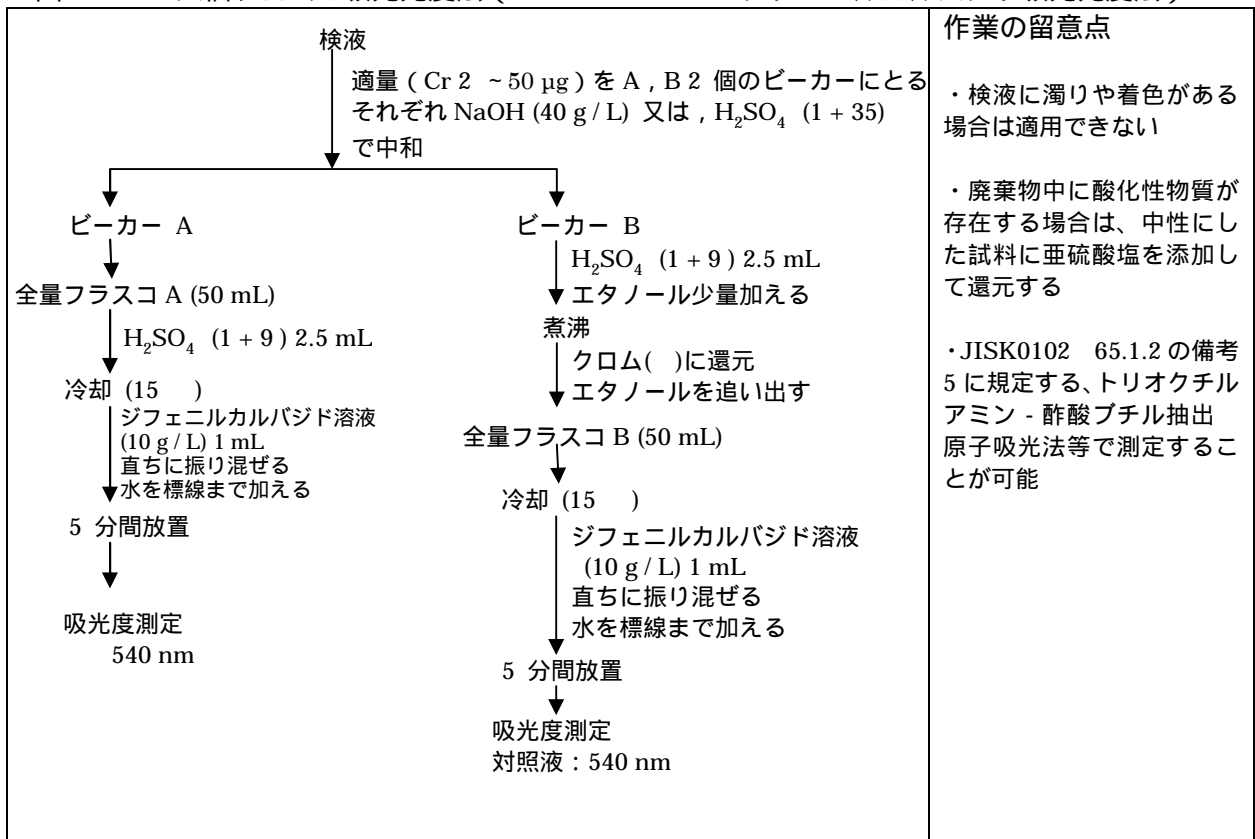 検液
適量 ( Cr 2 ~ 50 µg ) を A , B 2 個のビーカーにとる
それぞれ NaOH (40 g / L) 又は , H₂SO₄ (1 + 35)
で中和
ビーカー A
全量フラスコ A (50 mL)
H₂SO₄ (1 + 9 ) 2.5 mL
冷却 (15 )
ジフェニルカルバジド溶液
(10 g / L) 1 mL
直ちに振り混ぜる
水を標線まで加える
5 分間放置
吸光度測定
540 nm
ビーカー B
H₂SO₄ (1 + 9 ) 2.5 mL
エタノール少量加える
煮沸
クロム( )に還元
エタノールを追い出す
全量フラスコ B (50 mL)
冷却 (15 )
ジフェニルカルバジド溶液
(10 g / L) 1 mL
直ちに振り混ぜる
水を標線まで加える
5 分間放置
吸光度測定
対照液 : 540 nm
作業の留意点
・検液に濁りや着色がある
場合は適用できない
・廃棄物中に酸化性物質が
存在する場合は、中性にし
た試料に亜硫酸塩を添加し
て還元する
・JISK0102 65.1.2 の備考
5 に規定する、トリオクチル
アミン - 酢酸ブチル抽出
原子吸光法等で測定するこ
とが可能